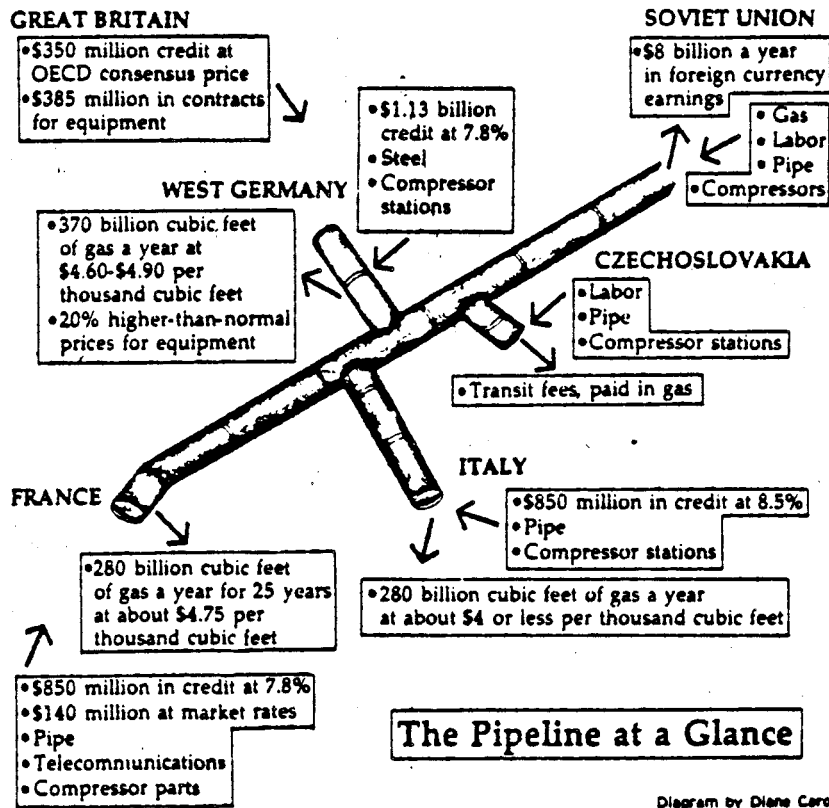 GREAT BRITAIN
•$350 million credit at
OECD consensus price
•$385 million in contracts
for equipment
SOVIET UNION
•$8 billion a year
in foreign currency
earnings
• Gas
• Labor
• Pipe
•Compressors
•$1.13 billion
credit at 7.8%
•Steel
•Compressor
stations
WEST GERMANY
•370 billion cubic feet
of gas a year at
$4.60-$4.90 per
thousand cubic feet
•20% higher-than-normal
prices for equipment
CZECHOSLOVAKIA
•Labor
•Pipe
•Compressor stations
•Transit fees, paid in gas
ITALY
•$850 million in credit at 8.5%
•Pipe
•Compressor stations
•280 billion cubic feet of gas a year
at about $4 or less per thousand cubic feet
FRANCE
•280 billion cubic feet
of gas a year for 25 years
at about $4.75 per
thousand cubic feet
•$850 million in credit at 7.8%
•$140 million at market rates
•Pipe
•Telecommunications
•Compressor parts
The Pipeline at a Glance
Diagram by Diane